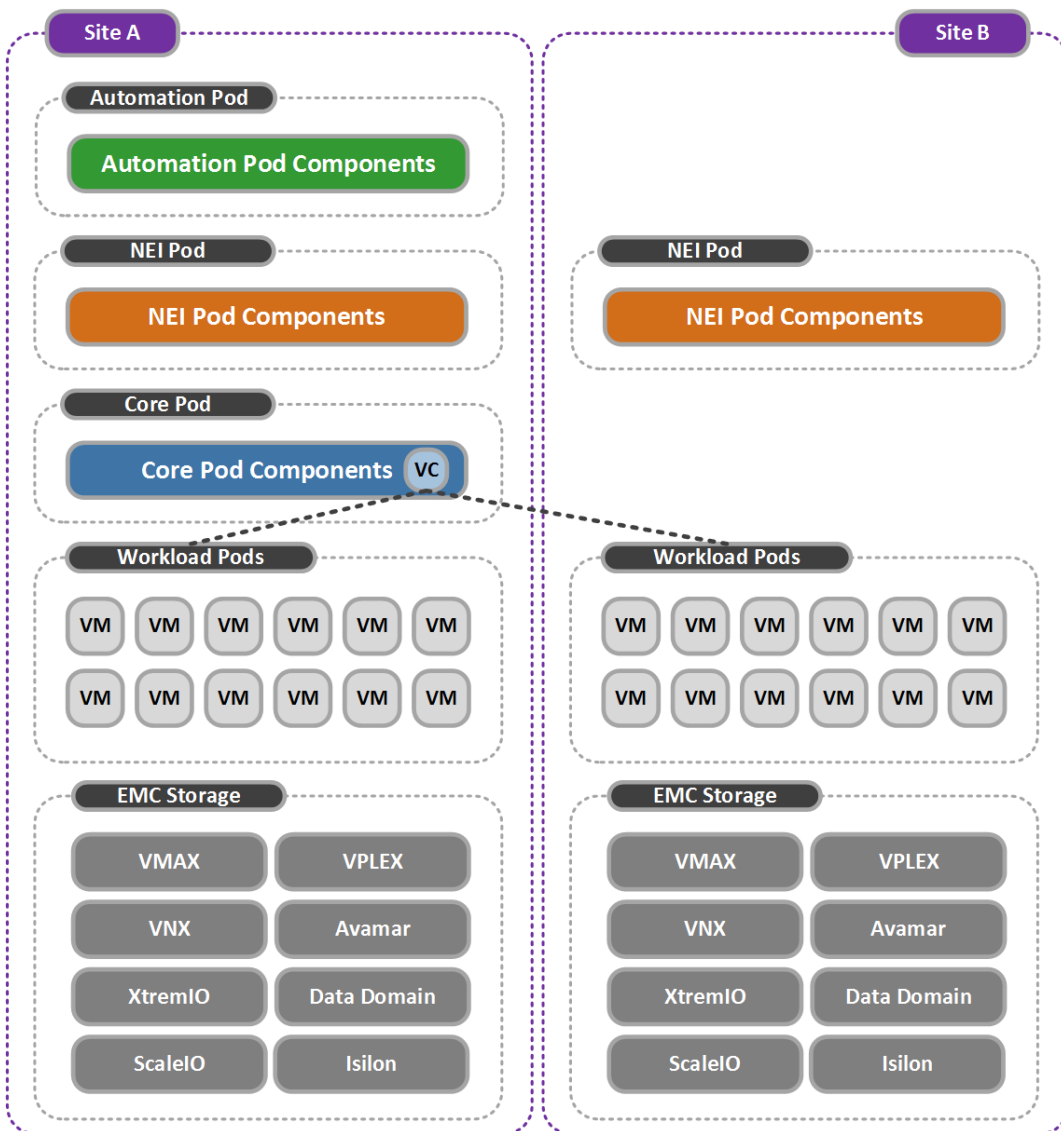 Site A
Site B
Automation Pod
Automation Pod Components
NEI Pod
NEI Pod Components
NEI Pod
NEI Pod Components
Core Pod
Core Pod Components VC
Workload Pods
VM VM VM VM VM VM
VM VM VM VM VM VM
Workload Pods
VM VM VM VM VM VM
VM VM VM VM VM VM
EMC Storage
VMAX VPLEX
VNX Avamar
XtremIO Data Domain
ScaleIO Isilon
EMC Storage
VMAX VPLEX
VNX Avamar
XtremIO Data Domain
ScaleIO Isilon